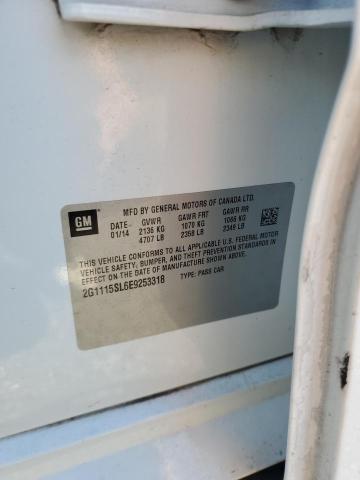 GM
MFD BY GENERAL MOTORS OF CANADA LTD.
DATE GVWR GAWR FRT GAWR RR
01/14 2136 KG 1070 KG 1066 KG
4707 LB 2358 LB 2349 LB
THIS VEHICLE CONFORMS TO ALL APPLICABLE U.S. FEDERAL MOTOR
VEHICLE SAFETY, BUMPER, AND THEFT PREVENTION STANDARDS
IN EFFECT ON THE DATE OF MANUFACTURE SHOWN ABOVE.
2G1115SL6E9253318 TYPE: PASS CAR